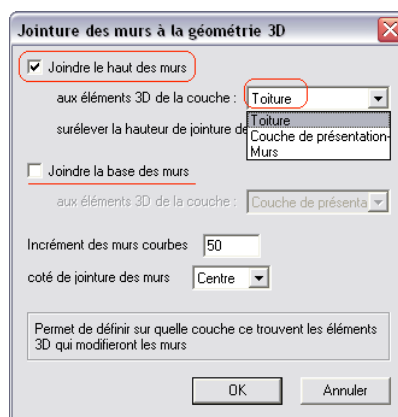 Jointure des murs à la géométrie 3D
Joindre le haut des murs
aux éléments 3D de la couche : Toiture
surélever la hauteur de jointure de
Toiture
Couche de présentation-
Murs
Joindre la base des murs
aux éléments 3D de la couche : Couche de présenta
Incrément des murs courbes 50
coté de jointure des murs Centre
Permet de définir sur quelle couche ce trouvent les éléments
3D qui modifieront les murs
OK Annuler